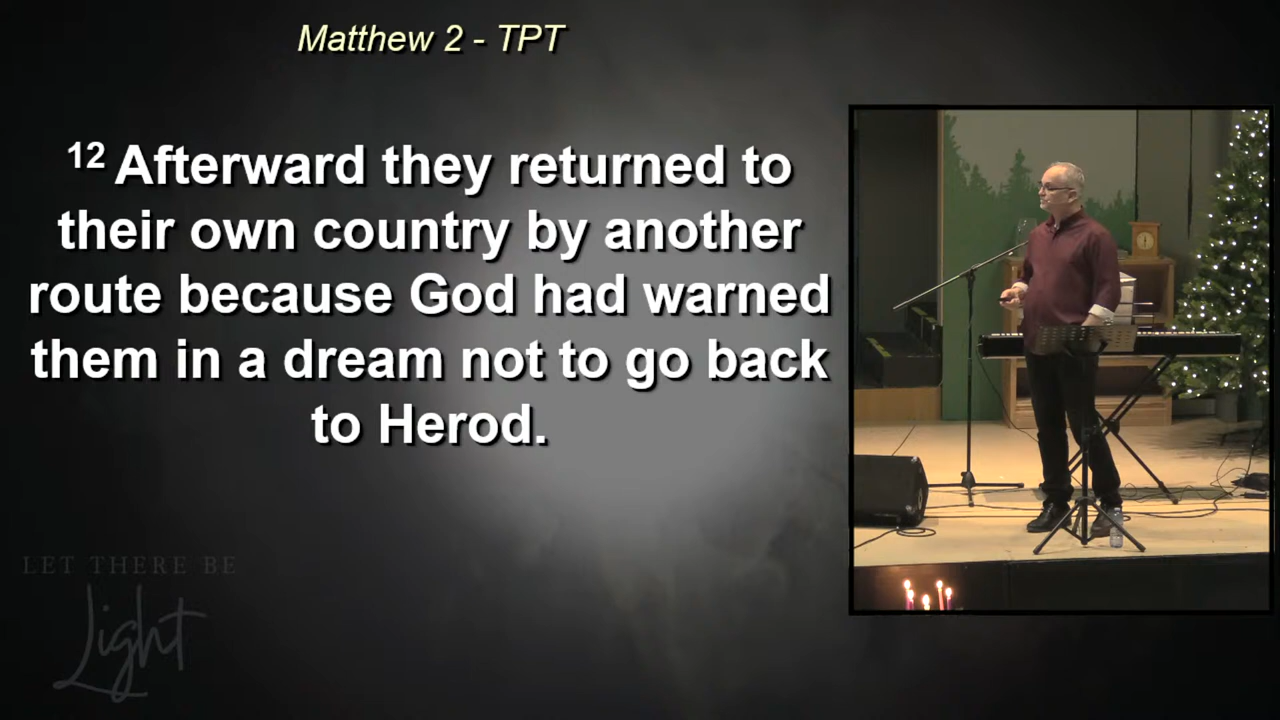 Matthew 2 - TPT
12 Afterward they returned to
their own country by another
route because God had warned
them in a dream not to go back
to Herod.
LET THERE BE
Light